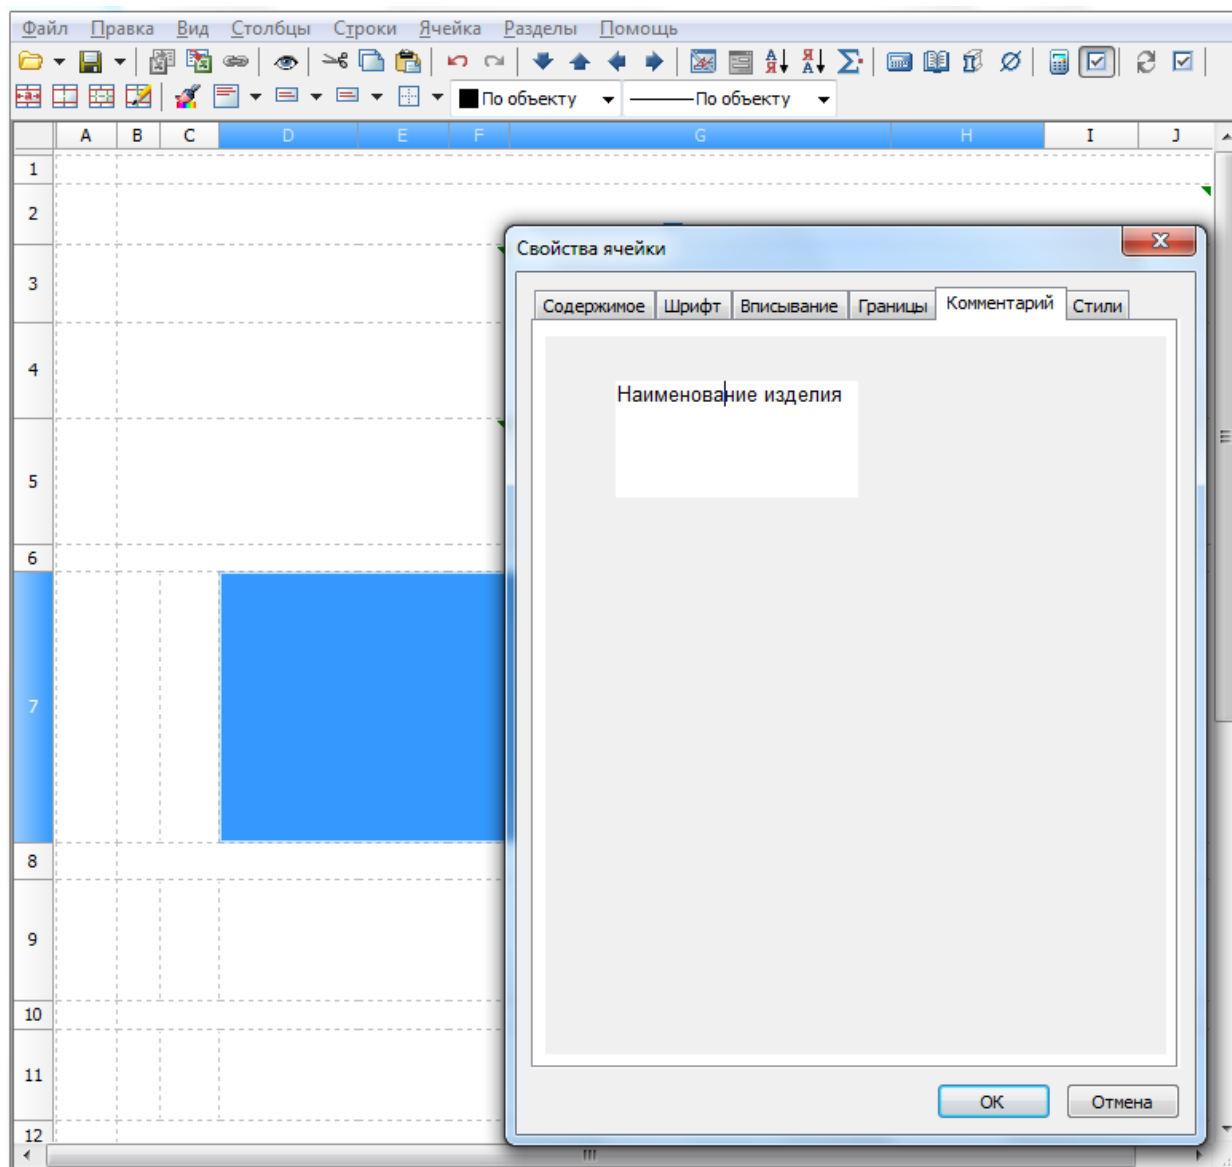 Файл Правка Вид Столбцы Строки Ячейка Разделы Помощь
По объекту По объекту
A B C D E F G H I J
1
2
3
4
5
6
7
8
9
10
11
12
Свойства ячейки
Содержимое Шрифт Вписывание Границы Комментарий Стили
Наименование изделия
ОК Отмена